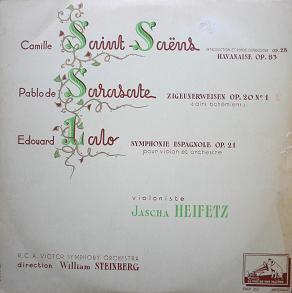 Camille Saint-Saëns
INTRODUCTION ET RONDO CAPRICCIOSO OP. 28
HAVANAISE OP. 83
Pablo de Sarasate
ZIGEUNERWEISEN OP. 20 Nº 1
(airs bohémiens)
Edouard Lalo
SYMPHONIE ESPAGNOLE OP. 21
pour violon et orchestre
violoniste
JASCHA HEIFETZ
R.C.A. VICTOR SYMPHONY ORCHESTRA
direction William STEINBERG